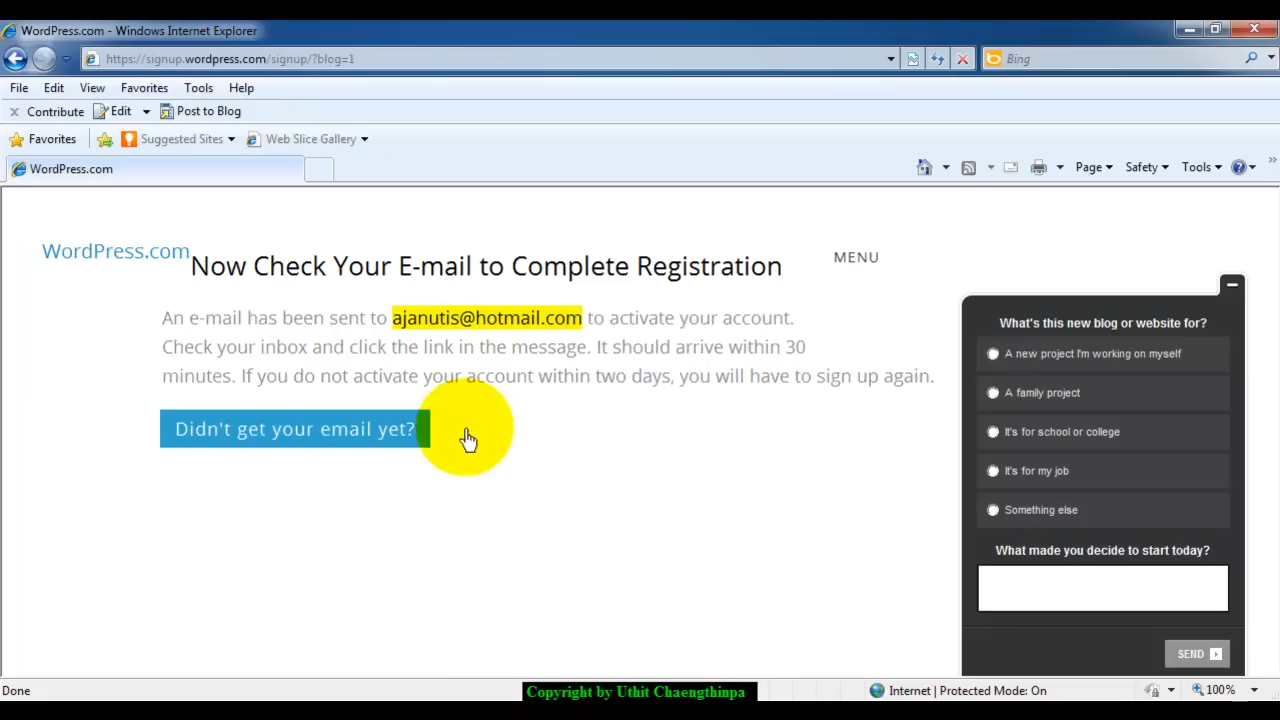 WordPress.com - Windows Internet Explorer
https://signup.wordpress.com/signup/?blog=1
Bing
File Edit View Favorites Tools Help
x Contribute Edit Post to Blog
Favorites Suggested Sites Web Slice Gallery
WordPress.com
Page Safety Tools
WordPress.com
Now Check Your E-mail to Complete Registration
MENU
An e-mail has been sent to ajanutis@hotmail.com to activate your account.
Check your inbox and click the link in the message. It should arrive within 30
minutes. If you do not activate your account within two days, you will have to sign up again.
Didn't get your email yet?
What's this new blog or website for?
A new project I'm working on myself
A family project
It's for school or college
It's for my job
Something else
What made you decide to start today?
SEND
Done
Copyright by Uthit Chaengthinpa
Internet | Protected Mode: On
100%